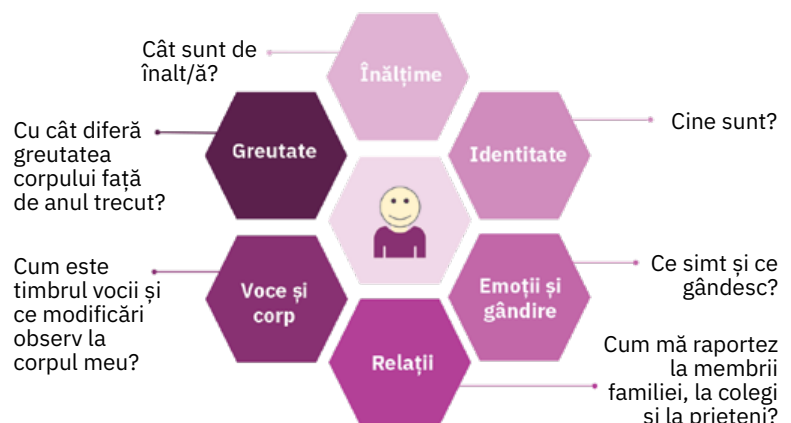 Cât sunt de
înalt/ă?
Înălțime
Cu cât diferă
greutatea
corpului față
de anul trecut?
Greutate
Identitate
Cine sunt?
Cum este
timbrul vocii și
ce modificări
observ la
corpul meu?
Voce și
corp
Emoții și
gândire
Ce simt și ce
gândesc?
Relații
Cum mă raportez
la membrii
familiei, la colegi
și la prieteni?